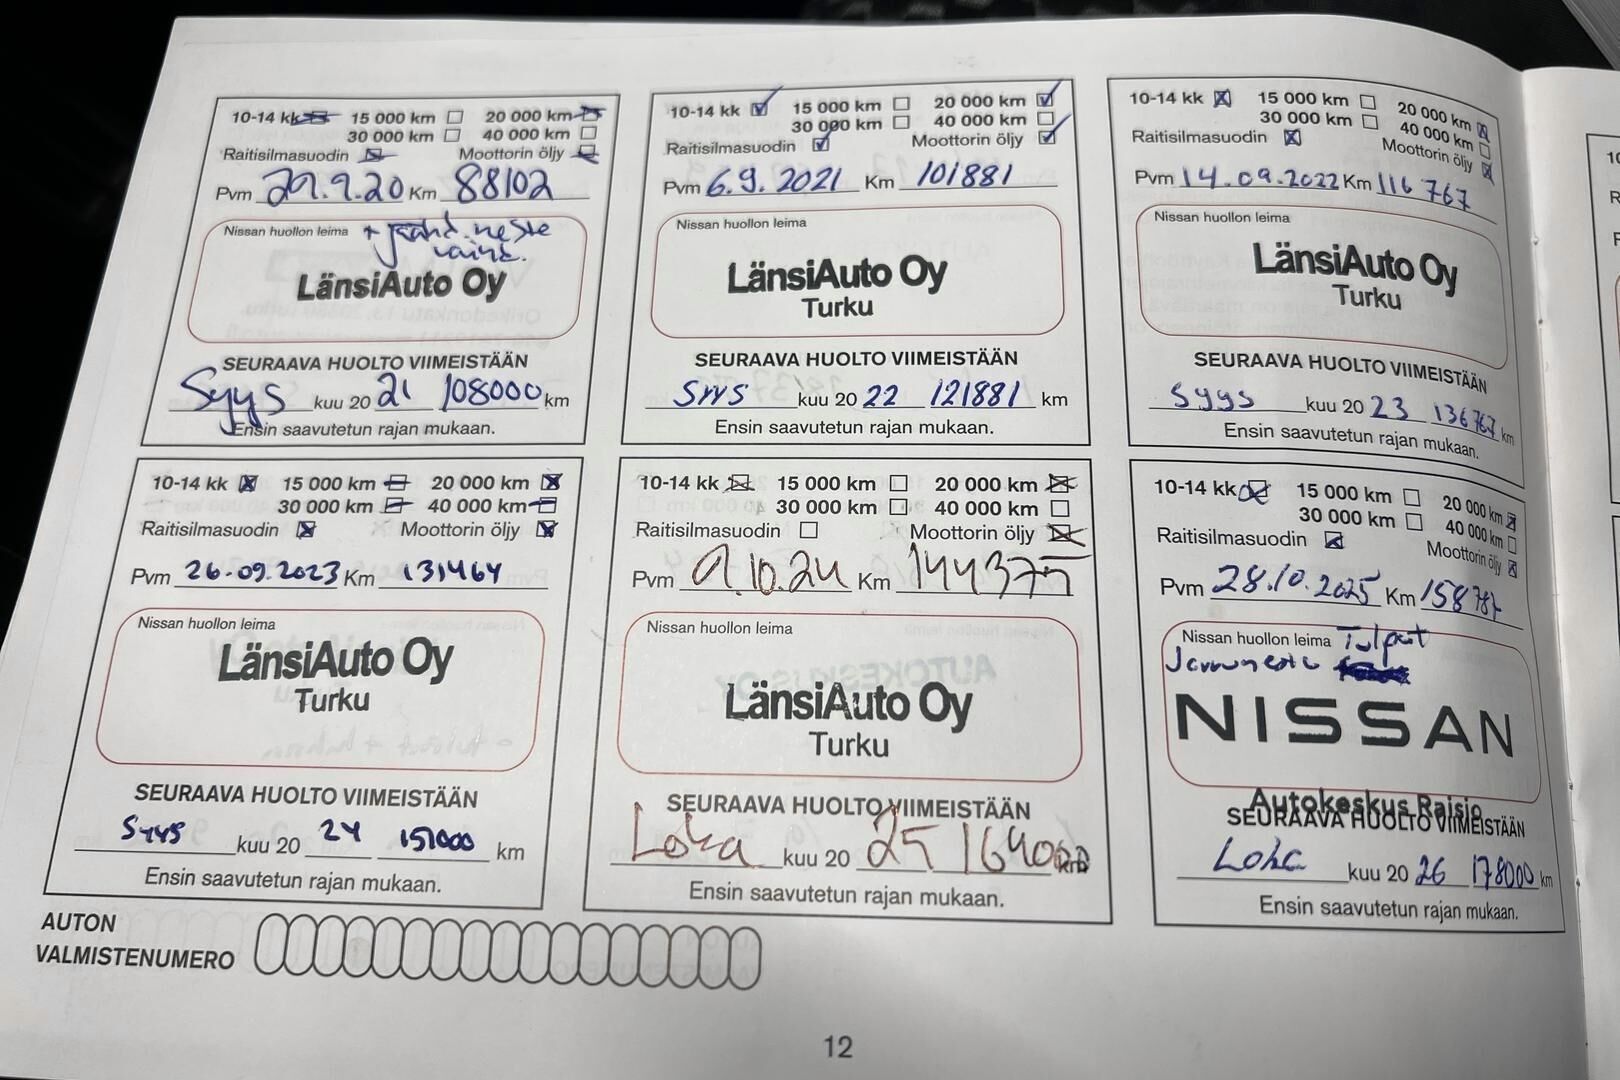 10-14 kk 15 000 km 20 000 km
30 000 km 40 000 km
Raitisilmasuodin Moottorin öljy
Pvm 29.9.20 Km 88102
Nissan huollon leima + jäähd. neste
LänsiAuto Oy
SEURAAVA HUOLTO VIIMEISTÄÄN
Syys kuu 20 21 108000 km
Ensin saavutetun rajan mukaan.
10-14 kk 15 000 km 20 000 km
30 000 km 40 000 km
Raitisilmasuodin Moottorin öljy
Pvm 6.9.2021 Km 101881
Nissan huollon leima
LänsiAuto Oy
Turku
SEURAAVA HUOLTO VIIMEISTÄÄN
SYYS kuu 20 22 121881 km
Ensin saavutetun rajan mukaan.
10-14 kk 15 000 km 20 000 km
30 000 km 40 000 km
Raitisilmasuodin Moottorin öljy
Pvm 14.09.2022 Km 116 767
Nissan huollon leima
LänsiAuto Oy
Turku
SEURAAVA HUOLTO VIIMEISTÄÄN
syys kuu 20 23 136767 km
Ensin saavutetun rajan mukaan.
10-14 kk 15 000 km 20 000 km
30 000 km 40 000 km
Raitisilmasuodin Moottorin öljy
Pvm 26.09.2023 Km 131464
Nissan huollon leima
LänsiAuto Oy
Turku
SEURAAVA HUOLTO VIIMEISTÄÄN
SYYS kuu 20 24 151000 km
Ensin saavutetun rajan mukaan.
10-14 kk 15 000 km 20 000 km
30 000 km 40 000 km
Raitisilmasuodin Moottorin öljy
Pvm 9.10.24 Km 144375
Nissan huollon leima
LänsiAuto Oy
Turku
SEURAAVA HUOLTO VIIMEISTÄÄN
Loka kuu 20 25 164000 km
Ensin saavutetun rajan mukaan.
10-14 kk 15 000 km 20 000 km
30 000 km 40 000 km
Raitisilmasuodin Moottorin öljy
Pvm 28.10.2025 Km 158787
Nissan huollon leima Tulpat
Jarruneste
NISSAN
Autokeskus Raisio
SEURAAVA HUOLTO VIIMEISTÄÄN
Loka kuu 20 26 178000 km
Ensin saavutetun rajan mukaan.
AUTON
VALMISTENUMERO
12